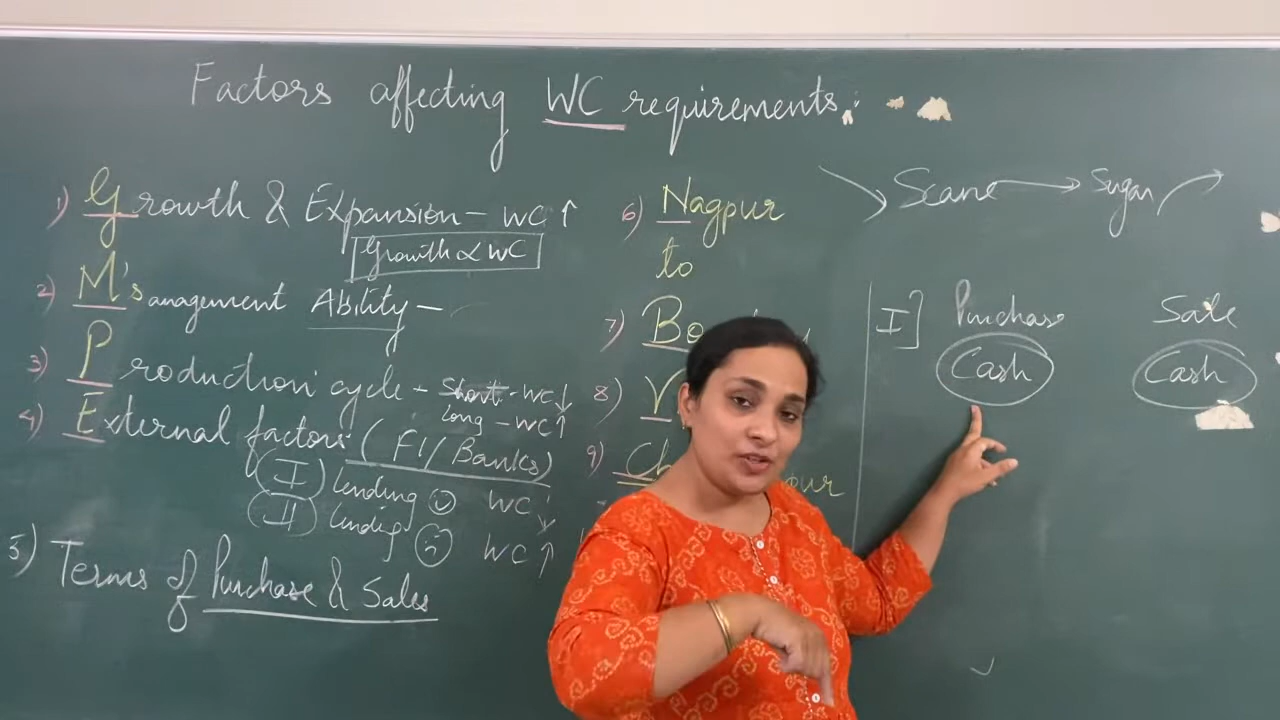 Factors affecting WC requirements:
1) Growth & Expansion - WC ↑
Growth ∝ WC
2) M'sanagement Ability -
3) Production cycle - Short - WC ↓
Long - WC ↑
4) External factors (FI/Banks)
I lending ☺ WC ↓
II lending ☹ WC ↑
5) Terms of Purchase & Sales
6) Nagpur
to
7) Bo
8) V
9) Ch pur
Scane → Sugar
I] Purchase Sale
Cash Cash